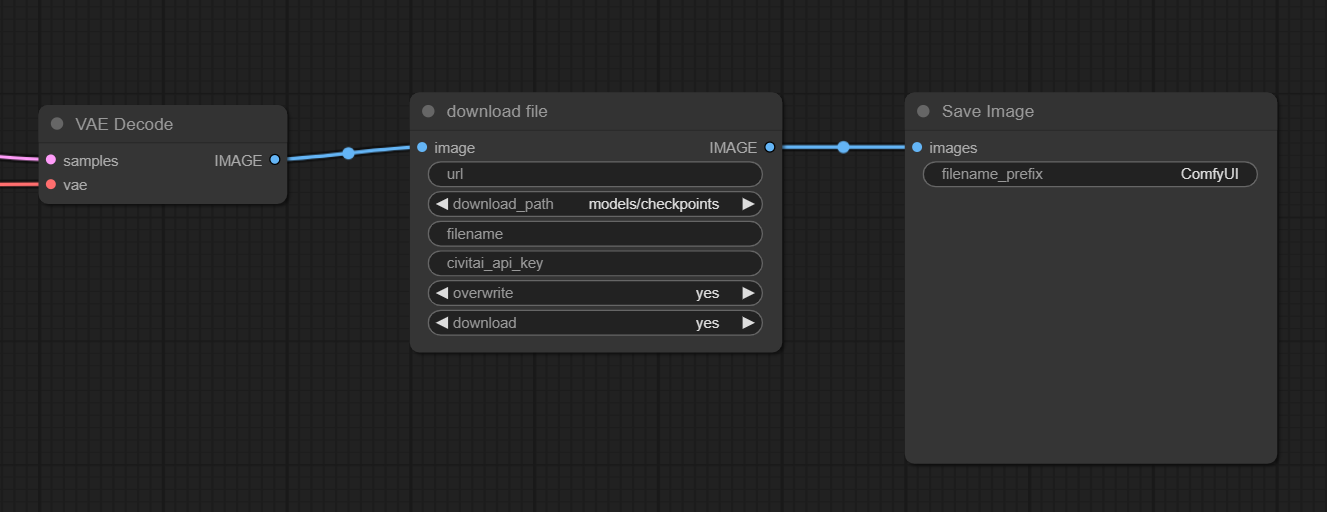 VAE Decode
samples IMAGE
vae
download file
image IMAGE
url
download_path models/checkpoints
filename
civitai_api_key
overwrite yes
download yes
Save Image
images
filename_prefix ComfyUI